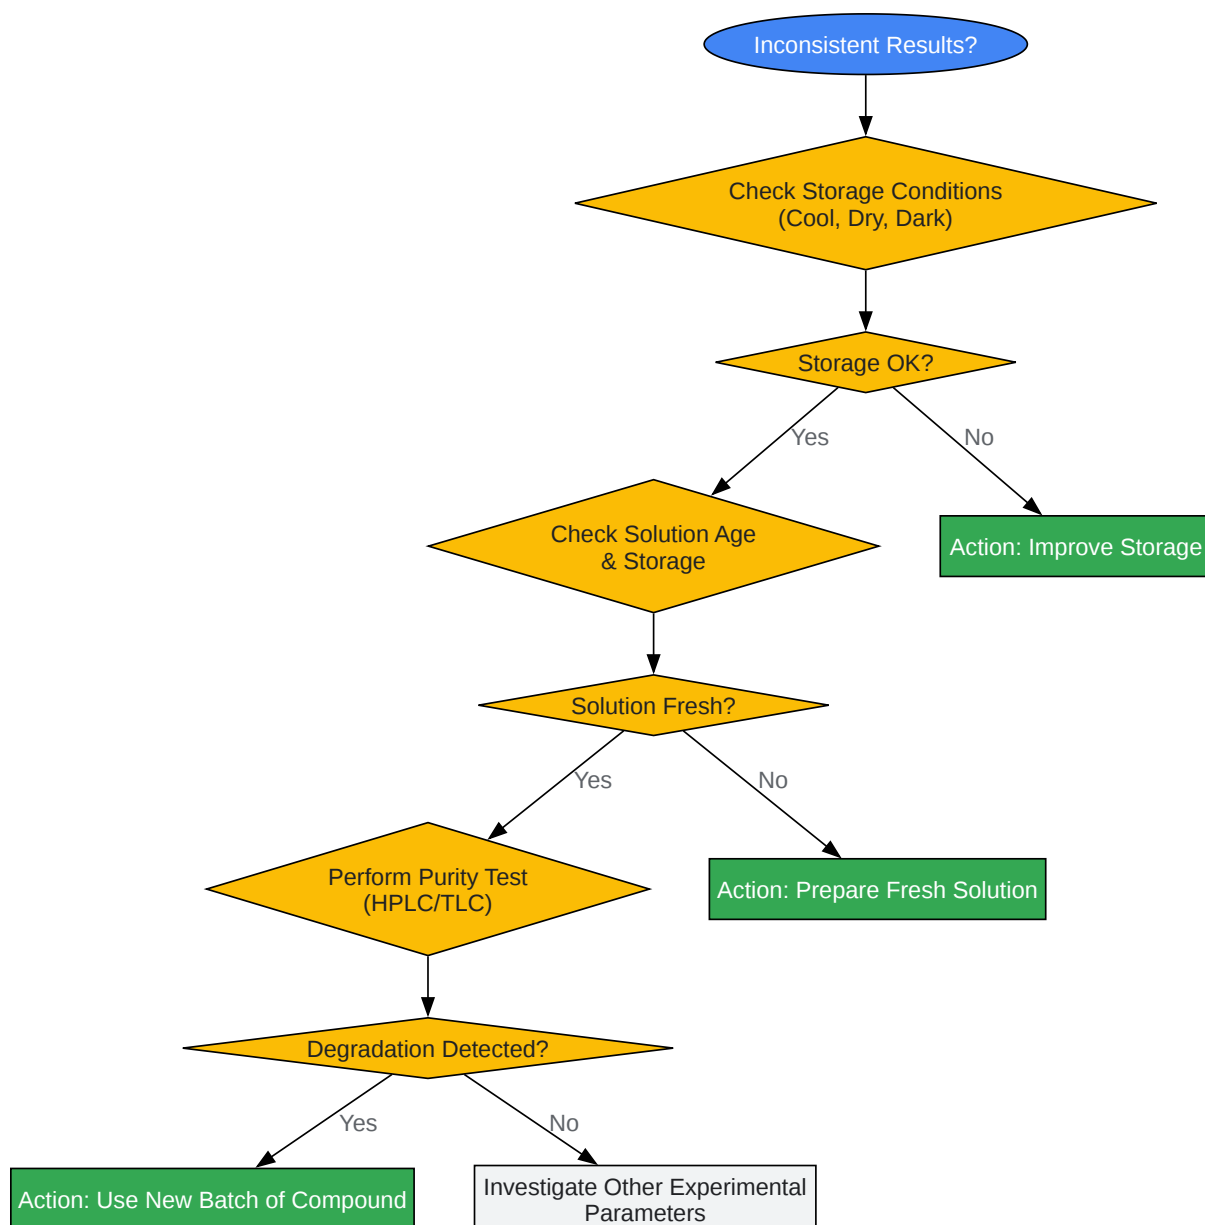 Inconsistent Results?
Check Storage Conditions
(Cool, Dry, Dark)
Storage OK?
Yes
No
Check Solution Age
& Storage
Action: Improve Storage
Solution Fresh?
Yes
No
Perform Purity Test
(HPLC/TLC)
Action: Prepare Fresh Solution
Degradation Detected?
Yes
No
Action: Use New Batch of Compound
Investigate Other Experimental
Parameters